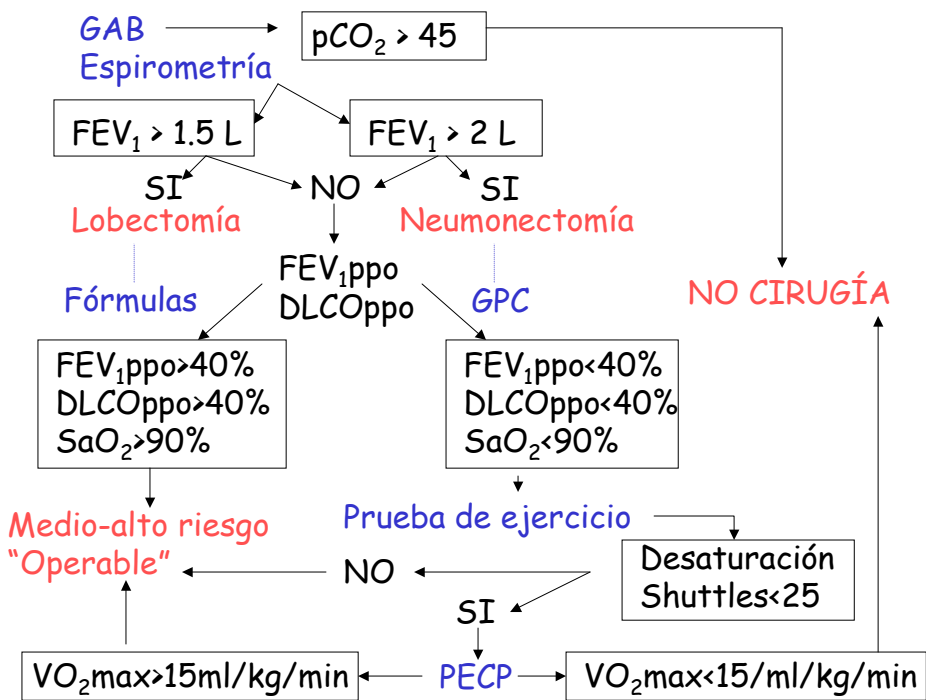 GAB
Espirometría
pCO₂ > 45
FEV₁ > 1.5 L
FEV₁ > 2 L
SI
NO
SI
Lobectomía
Neumonectomía
FEV₁ppo
DLCOppo
Fórmulas
GPC
NO CIRUGÍA
FEV₁ppo>40%
DLCOppo>40%
SaO₂>90%
FEV₁ppo<40%
DLCOppo<40%
SaO₂<90%
Medio-alto riesgo
“Operable”
Prueba de ejercicio
Desaturación
Shuttles<25
NO
SI
VO₂max>15ml/kg/min
PECP
VO₂max<15/ml/kg/min